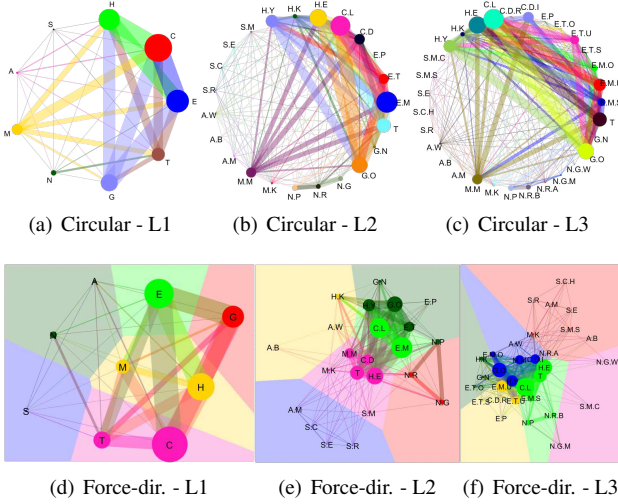 H
S
C
A
E
M
T
N
G
H.E
C.L
H.K
H.Y
C.D
S.M
E.P
S.E
S.C
E.T
S.R
E.M
A.W
T
A.B
G.N
A.M
G.O
M.M
M.K
N.G
N.P
N.R
C.L
H.E
C.D.R
C.D.I
E.P
H.K
E.T.O
H.Y
E.T.U
S.M.C
E.T.S
S.M.S
E.M.O
S.E
S.C.H
S.R
T
A.W
G.N
A.B
G.O
A.M
N.G.W
M.M
N.G.M
M.K
N.R.A
N.P
N.R.B
(a) Circular - L1
(b) Circular - L2
(c) Circular - L3
A
E
G
N
M
H
S
T
C
G.N
H.K
H.Y
G.O
E.P
A.W
C.L
A.B
E.M
N.P
M.M
C.D
M.K
T
H.E
N.R
A.M
S.M
N.G
S.C
S.E
S.R
S.C.H
S.R
A.M
S.E
S.M.S
M.K
A.W
A.B
N.R.A
N.G.W
H.E
G.N
T
E.T.O
C.L
E.T.S
C.D.R
E.M.S
S.M.C
E.P
N.P
N.R.B
N.G.M
(d) Force-dir. - L1
(e) Force-dir. - L2
(f) Force-dir. - L3